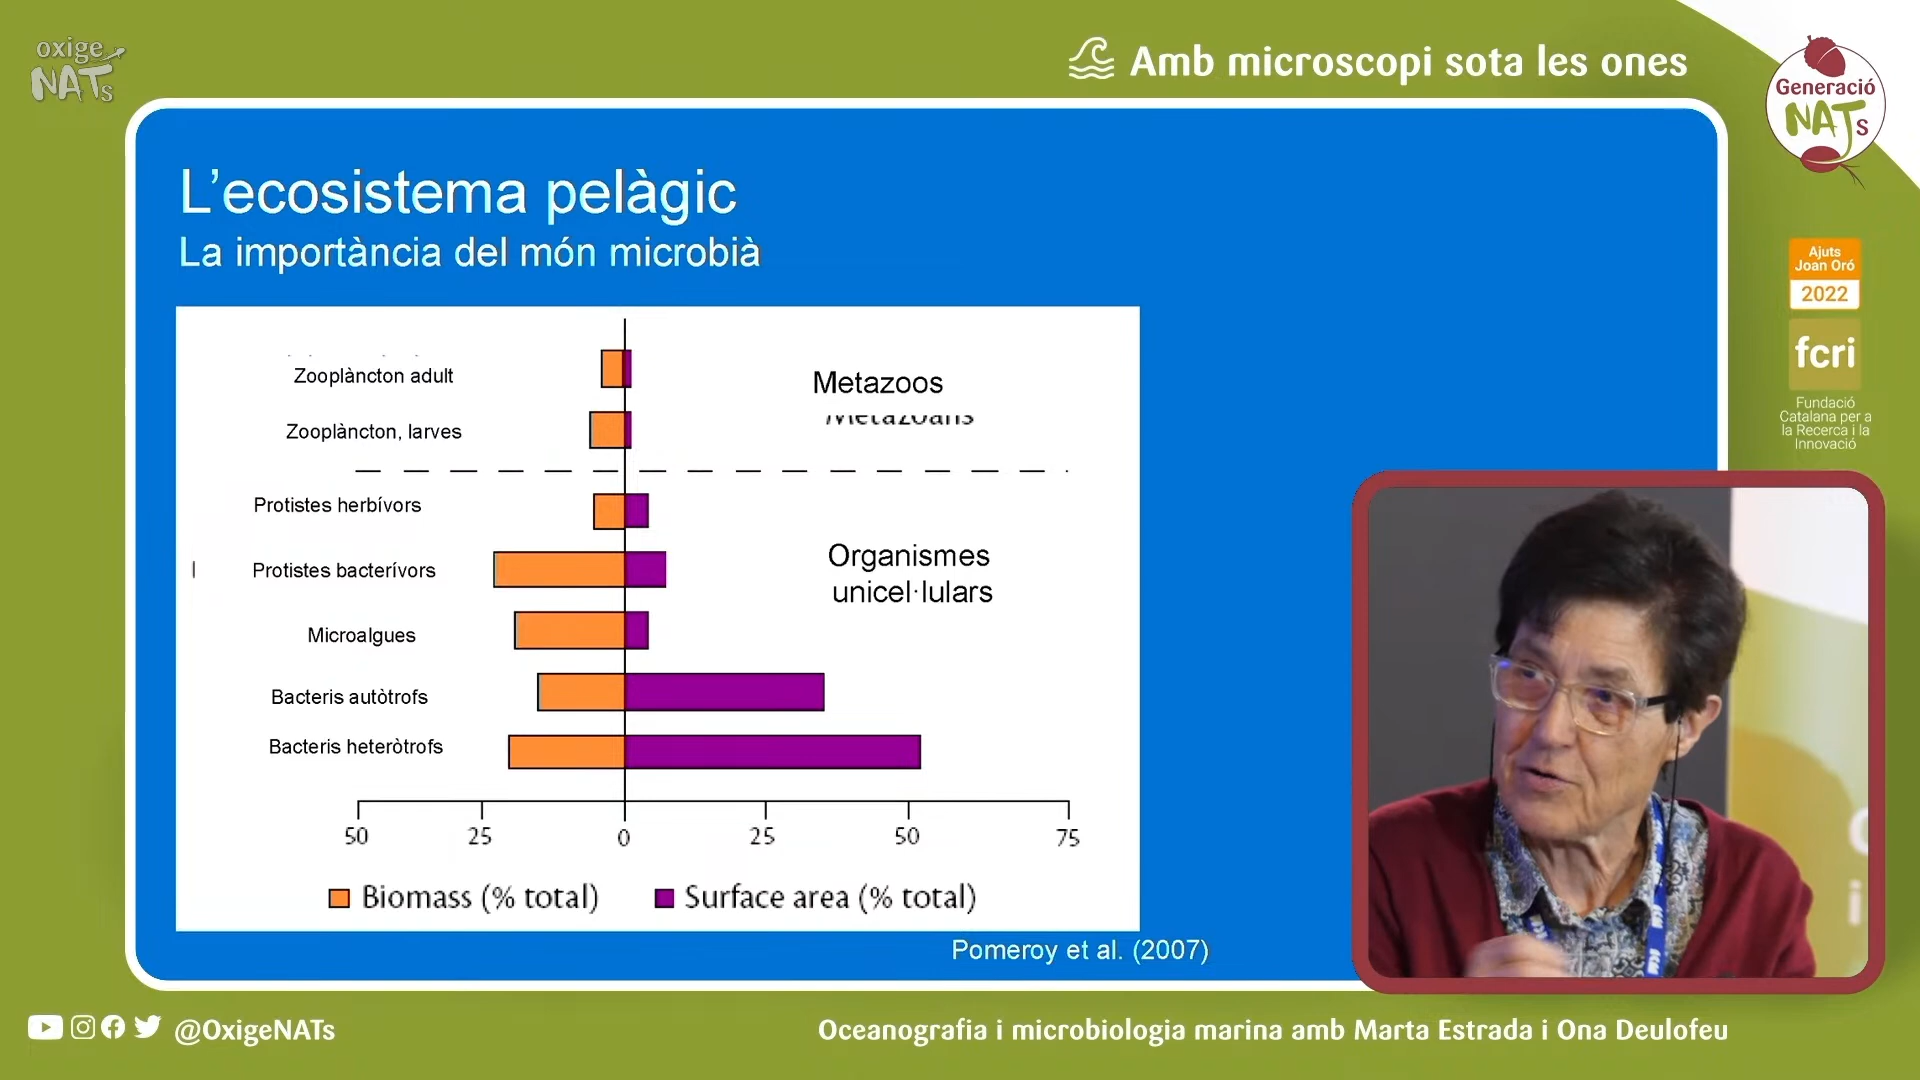 oxige
NATs
Amb microscopi sota les ones
Generació
NATs
L'ecosistema pelàgic
La importància del món microbià
Ajuts
Joan Oró
2022
fcri
Fundació
Catalana per a
la Recerca i la
Innovació
Zooplàncton adult
Metazoos
Metazoans
Zooplàncton, larves
Protistes herbívors
Protistes bacterívors
Organismes
unicel·lulars
Microalgues
Bacteris autòtrofs
Bacteris heteròtrofs
50 25 0 25 50 75
Biomass (% total) Surface area (% total)
Pomeroy et al. (2007)
@OxigeNATs
Oceanografia i microbiologia marina amb Marta Estrada i Ona Deulofeu